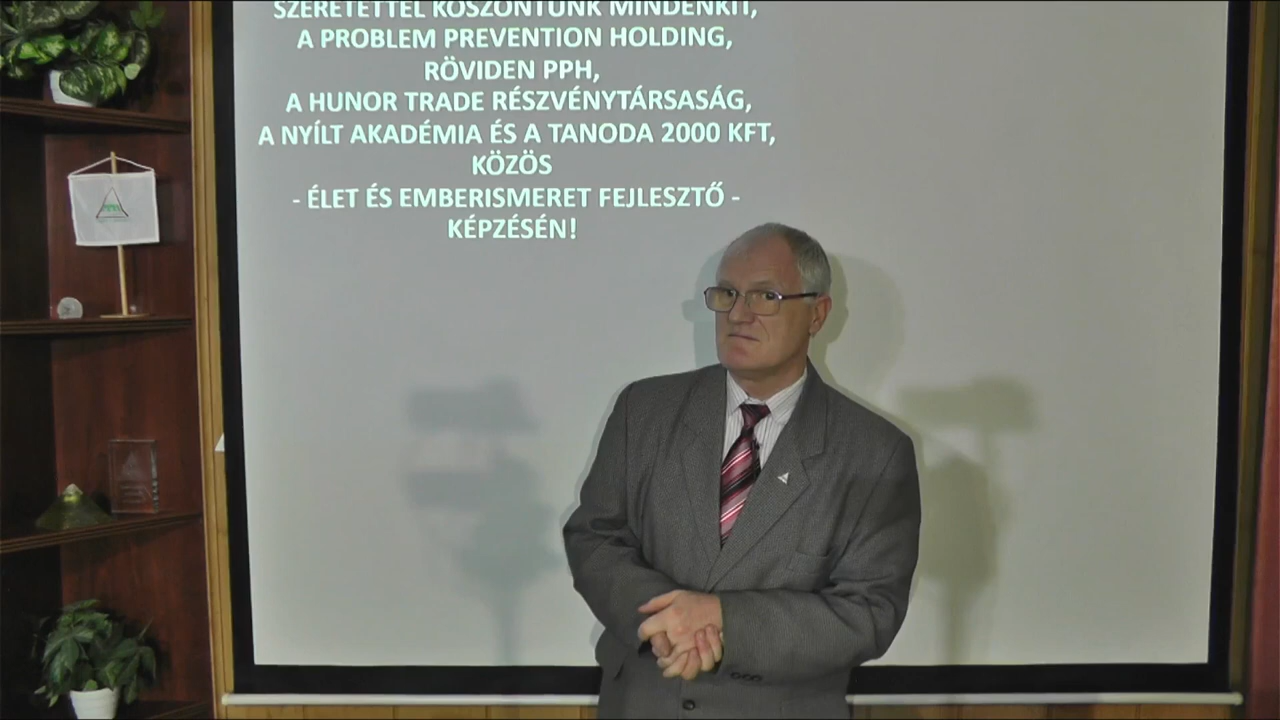 SZERETETTEL KÖSZÖNTÜNK MINDENKIT,
A PROBLEM PREVENTION HOLDING,
RÖVIDEN PPH,
A HUNOR TRADE RÉSZVÉNYTÁRSASÁG,
A NYÍLT AKADÉMIA ÉS A TANODA 2000 KFT,
KÖZÖS
- ÉLET ÉS EMBERISMERET FEJLESZTŐ -
KÉPZÉSÉN!